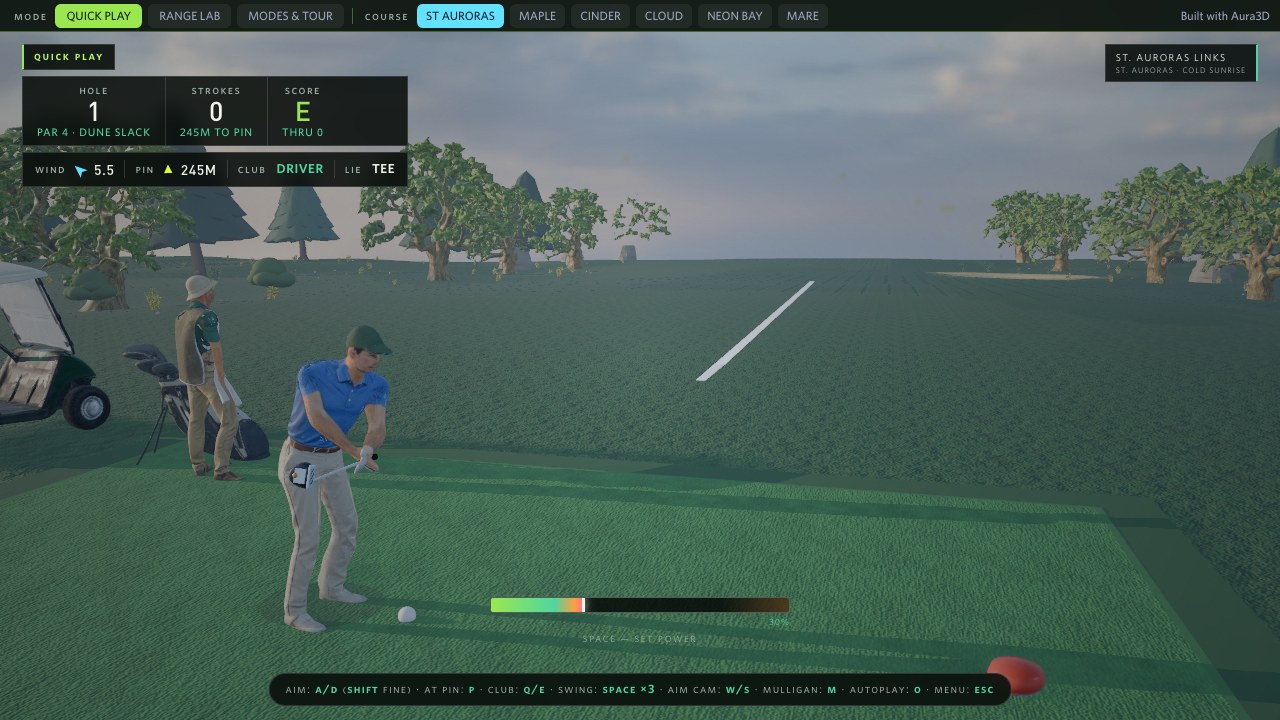 MODE QUICK PLAY RANGE LAB MODES & TOUR COURSE ST AURORAS MAPLE CINDER CLOUD NEON BAY MARE Built with Aura3D
QUICK PLAY
ST. AURORAS LINKS
ST. AURORAS · COLD SUNRISE
HOLE STROKES SCORE
1 0 E
PAR 4 · DUNE SLACK 245M TO PIN THRU 0
WIND 5.5 PIN 245M CLUB DRIVER LIE TEE
30%
SPACE — SET POWER
AIM: A/D (SHIFT FINE) · AT PIN: P · CLUB: Q/E · SWING: SPACE ×3 · AIM CAM: W/S · MULLIGAN: M · AUTOPLAY: O · MENU: ESC